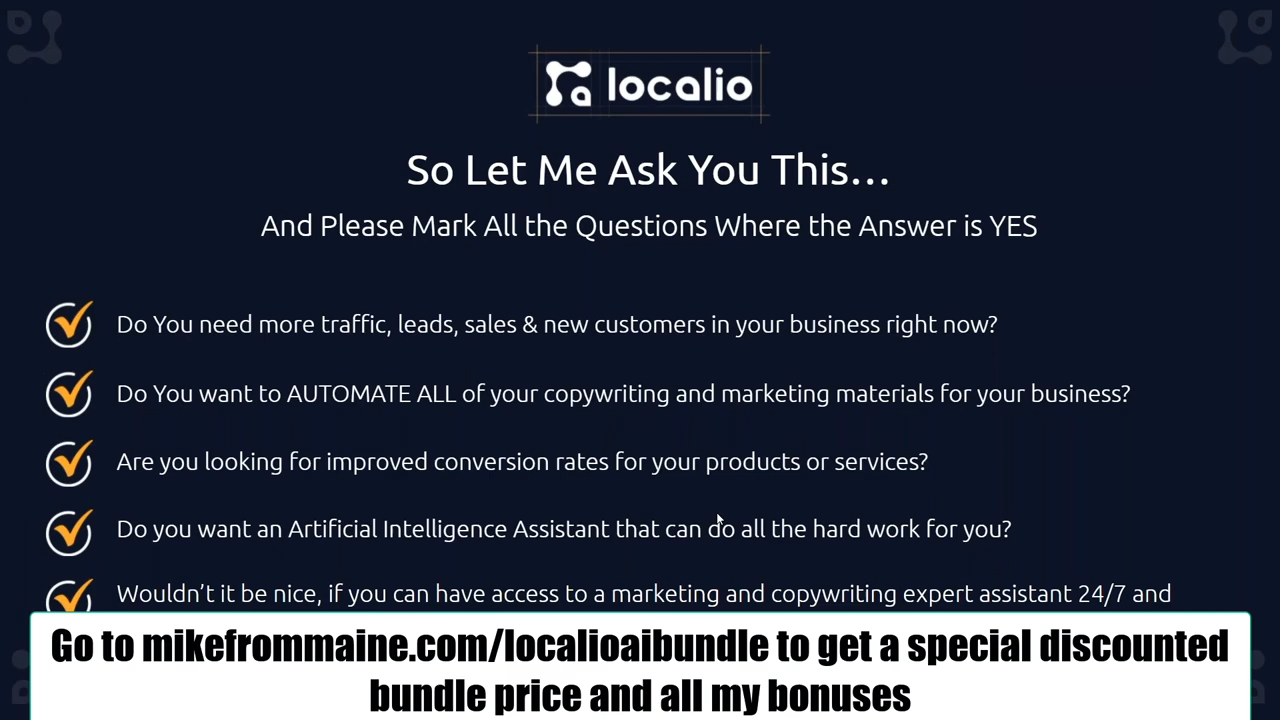 localio
So Let Me Ask You This...
And Please Mark All the Questions Where the Answer is YES
Do You need more traffic, leads, sales & new customers in your business right now?
Do You want to AUTOMATE ALL of your copywriting and marketing materials for your business?
Are you looking for improved conversion rates for your products or services?
Do you want an Artificial Intelligence Assistant that can do all the hard work for you?
Wouldn't it be nice, if you can have access to a marketing and copywriting expert assistant 24/7 and
Go to mikefrommaine.com/localioaibundle to get a special discounted
bundle price and all my bonuses